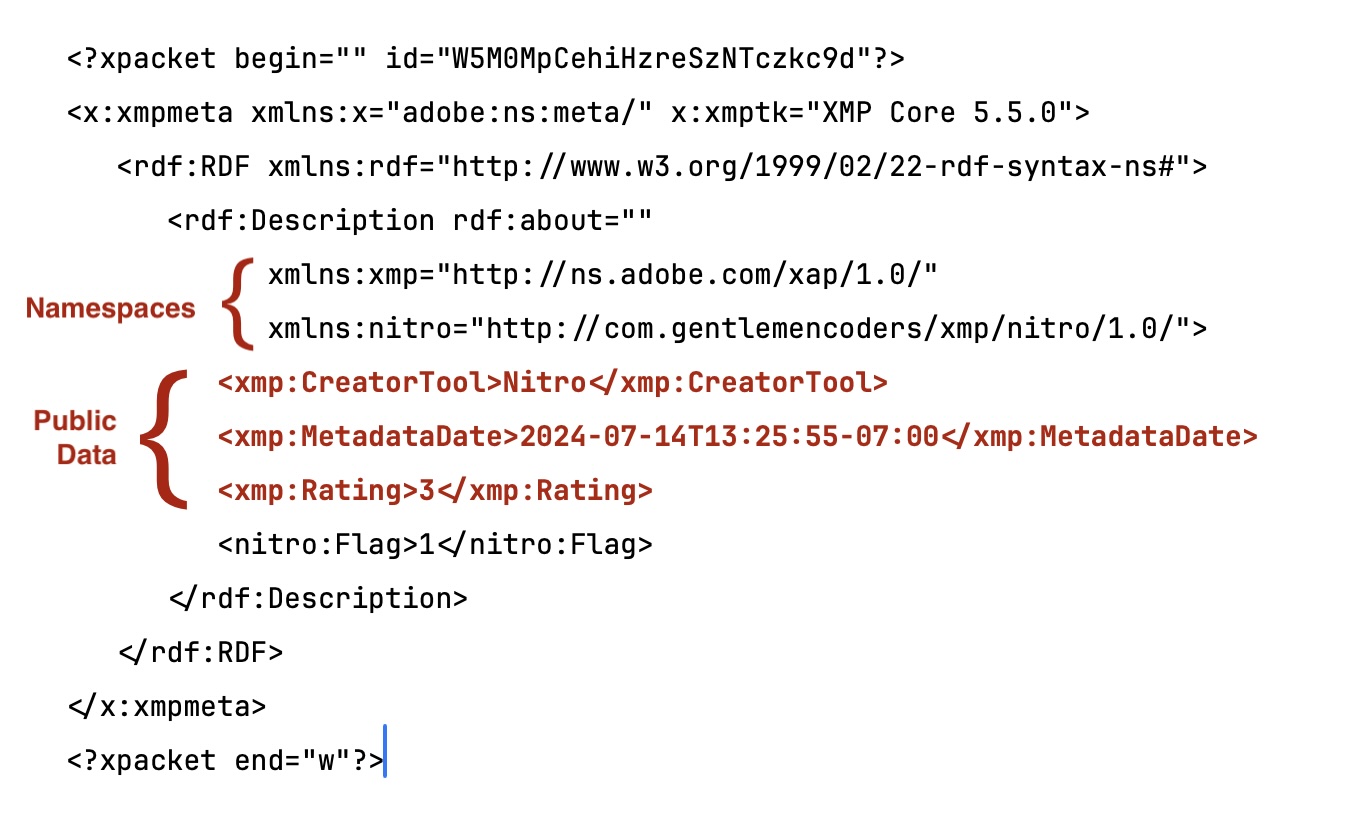 <?xpacket begin="" id="W5M0MpCehiHzreSzNTczkc9d"?>
<x:xmpmeta xmlns:x="adobe:ns:meta/" x:xmptk="XMP Core 5.5.0">
<rdf:RDF xmlns:rdf="http://www.w3.org/1999/02/22-rdf-syntax-ns#">
<rdf:Description rdf:about=""
Namespaces
xmlns:xmp="http://ns.adobe.com/xap/1.0/"
xmlns:nitro="http://com.gentlemencoders/xmp/nitro/1.0/">
Public
Data
<xmp:CreatorTool>Nitro</xmp:CreatorTool>
<xmp:MetadataDate>2024-07-14T13:25:55-07:00</xmp:MetadataDate>
<xmp:Rating>3</xmp:Rating>
<nitro:Flag>1</nitro:Flag>
</rdf:Description>
</rdf:RDF>
</x:xmpmeta>
<?xpacket end="w"?>